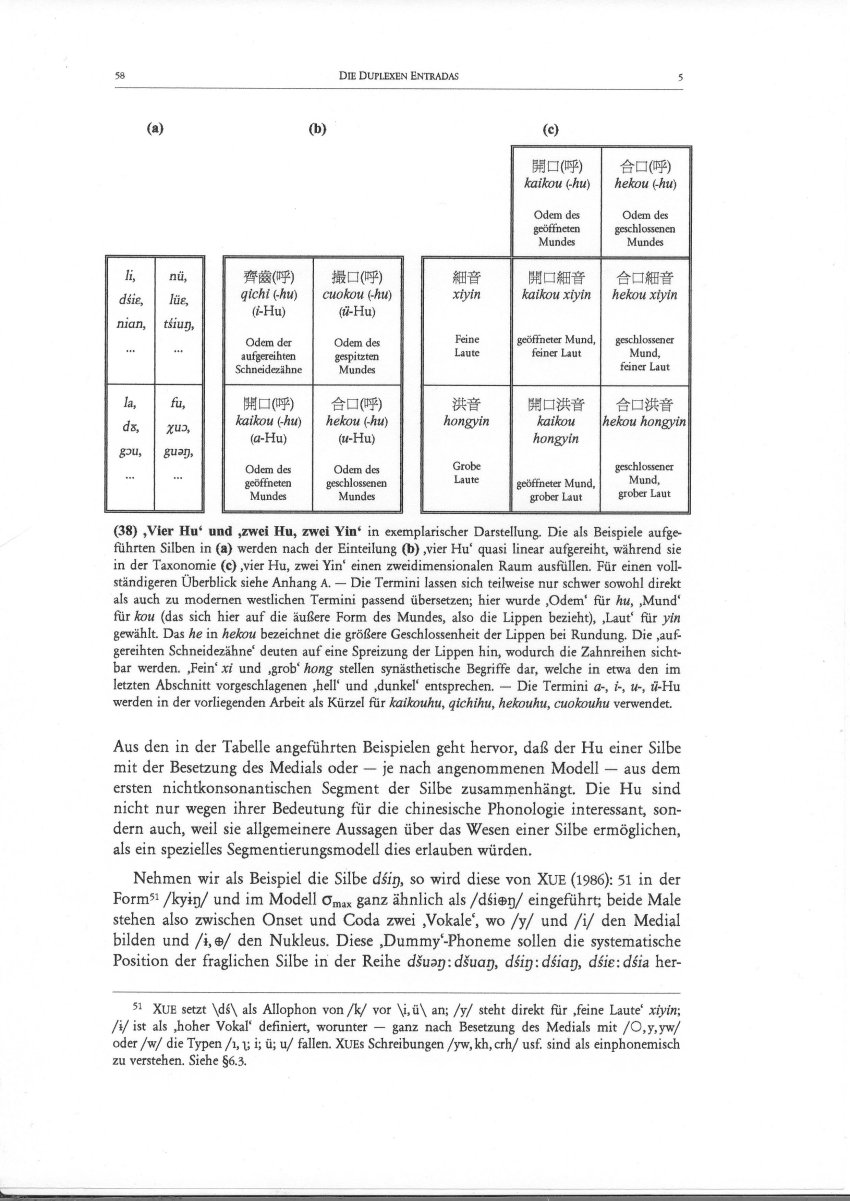 58
DIE DUPLEXEN ENTRADAS
5
(a)
(b)
(c)
開口(呼)
kaikou (-hu)
Odem des
geöffneten
Mundes
合口(呼)
hekou (-hu)
Odem des
geschlossenen
Mundes
li,
dśiɛ,
nian,
...
nü,
lüɛ,
tśiuŋ,
...
齊齒(呼)
qichi (-hu)
(i-Hu)
Odem der
aufgereihten
Schneidezähne
撮口(呼)
cuokou (-hu)
(ü-Hu)
Odem des
gespitzten
Mundes
細音
xiyin
Feine
Laute
開口細音
kaikou xiyin
geöffneter Mund,
feiner Laut
合口細音
hekou xiyin
geschlossener
Mund,
feiner Laut
la,
gɔu,
...
fu,
χuɔ,
guəŋ,
...
開口(呼)
kaikou (-hu)
(a-Hu)
Odem des
geöffneten
Mundes
合口(呼)
hekou (-hu)
(u-Hu)
Odem des
geschlossenen
Mundes
洪音
hongyin
Grobe
Laute
開口洪音
kaikou
hongyin
geöffneter Mund,
grober Laut
合口洪音
hekou hongyin
geschlossener
Mund,
grober Laut
(38) ‚Vier Hu‘ und ‚zwei Hu, zwei Yin‘ in exemplarischer Darstellung. Die als Beispiele aufge-
führten Silben in (a) werden nach der Einteilung (b) ‚vier Hu‘ quasi linear aufgereiht, während sie
in der Taxonomie (c) ‚vier Hu, zwei Yin‘ einen zweidimensionalen Raum ausfüllen. Für einen voll-
ständigeren Überblick siehe Anhang A. — Die Termini lassen sich teilweise nur schwer sowohl direkt
als auch zu modernen westlichen Termini passend übersetzen; hier wurde ‚Odem‘ für hu, ‚Mund‘
für kou (das sich hier auf die äußere Form des Mundes, also die Lippen bezieht), ‚Laut‘ für yin
gewählt. Das he in hekou bezeichnet die größere Geschlossenheit der Lippen bei Rundung. Die ‚auf-
gereihten Schneidezähne‘ deuten auf eine Spreizung der Lippen hin, wodurch die Zahnreihen sicht-
bar werden. ‚Fein‘ xi und ‚grob‘ hong stellen synästhetische Begriffe dar, welche in etwa den im
letzten Abschnitt vorgeschlagenen ‚hell‘ und ‚dunkel‘ entsprechen. — Die Termini a-, i-, u-, ü-Hu
werden in der vorliegenden Arbeit als Kürzel für kaikouhu, qichihu, hekouhu, cuokouhu verwendet.
Aus den in der Tabelle angeführten Beispielen geht hervor, daß der Hu einer Silbe
mit der Besetzung des Medials oder — je nach angenommenen Modell — aus dem
ersten nichtkonsonantischen Segment der Silbe zusammenhängt. Die Hu sind
nicht nur wegen ihrer Bedeutung für die chinesische Phonologie interessant, son-
dern auch, weil sie allgemeinere Aussagen über das Wesen einer Silbe ermöglichen,
als ein spezielles Segmentierungsmodell dies erlauben würden.
Nehmen wir als Beispiel die Silbe dśiŋ, so wird diese von XUE (1986): 51 in der
Form⁵¹ /kyɨŋ/ und im Modell σmax ganz ähnlich als /dśi⊕ŋ/ eingeführt; beide Male
stehen also zwischen Onset und Coda zwei ‚Vokale‘, wo /y/ und /i/ den Medial
bilden und /ɨ, ⊕/ den Nukleus. Diese ‚Dummy‘-Phoneme sollen die systematische
Position der fraglichen Silbe in der Reihe dšuəŋ : dšuaŋ, dśiŋ : dśiaŋ, dśiɛ : dśia her-
⁵¹ XUE setzt \dś\ als Allophon von /k/ vor \i, ü\ an; /y/ steht direkt für ‚feine Laute‘ xiyin;
/ɨ/ ist als ‚hoher Vokal‘ definiert, worunter — ganz nach Besetzung des Medials mit /○, y, yw/
oder /w/ die Typen /ɿ, ʅ; i; ü; u/ fallen. XUEs Schreibungen /yw, kh, crh/ usf. sind als einphonemisch
zu verstehen. Siehe §6.3.